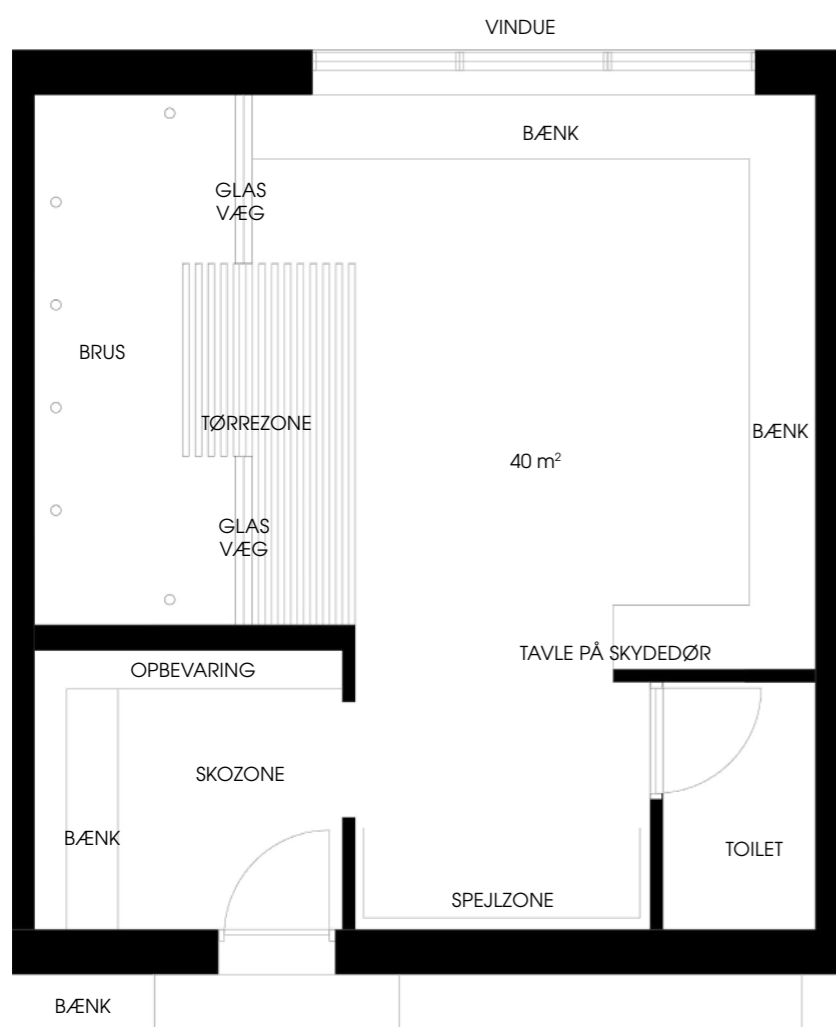 VINDUE
BÆNK
GLAS
VÆG
BRUS
TØRREZONE
BÆNK
40 m²
GLAS
VÆG
TAVLE PÅ SKYDEDØR
OPBEVARING
SKOZONE
BÆNK
TOILET
SPEJLZONE
BÆNK